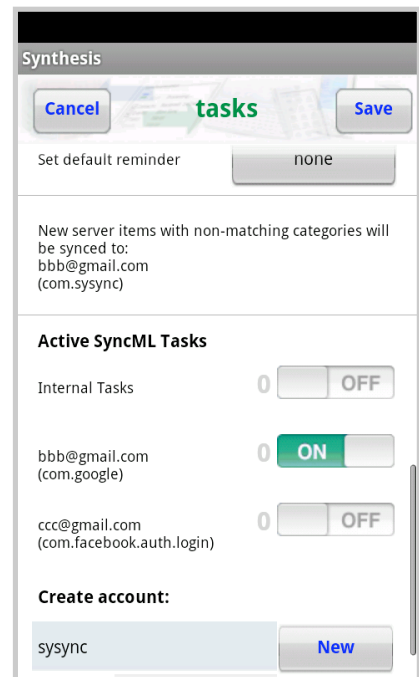 Synthesis
Cancel
tasks
Save
Set default reminder
none
New server items with non-matching categories will
be synced to:
bbb@gmail.com
(com.sysync)
Active SyncML Tasks
Internal Tasks
0
OFF
bbb@gmail.com
(com.google)
0
ON
ccc@gmail.com
(com.facebook.auth.login)
0
OFF
Create account:
sysync
New